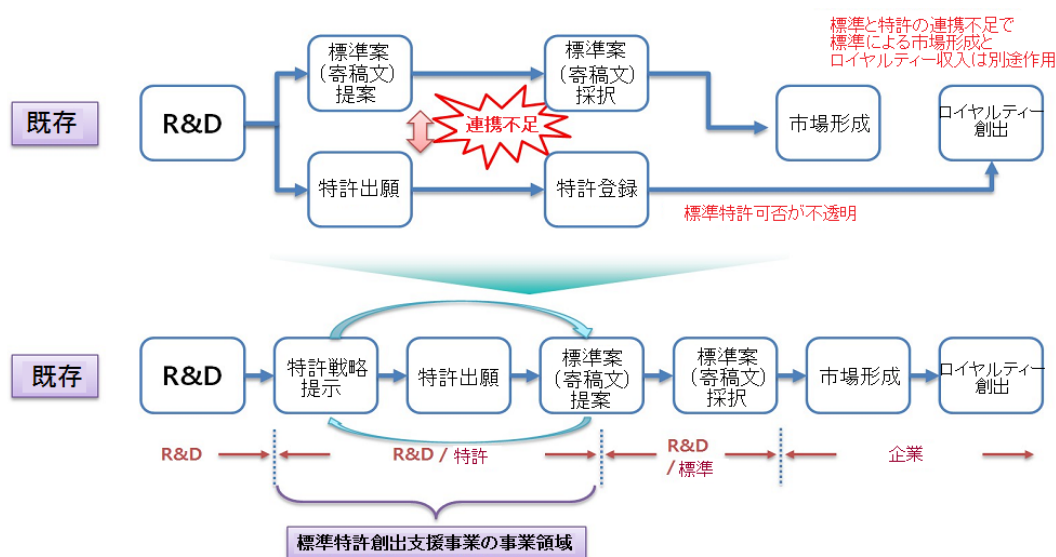 標準と特許の連携不足で
標準による市場形成と
ロイヤルティー収入は別途作用
既存
R&D
標準案
(寄稿文)
提案
標準案
(寄稿文)
採択
連携不足
特許出願
特許登録
市場形成
ロイヤルティー
創出
標準特許可否が不透明
既存
R&D
特許戦略
提示
特許出願
標準案
(寄稿文)
提案
標準案
(寄稿文)
採択
市場形成
ロイヤルティー
創出
R&D
R&D / 特許
R&D
/ 標準
企業
標準特許創出支援事業の事業領域